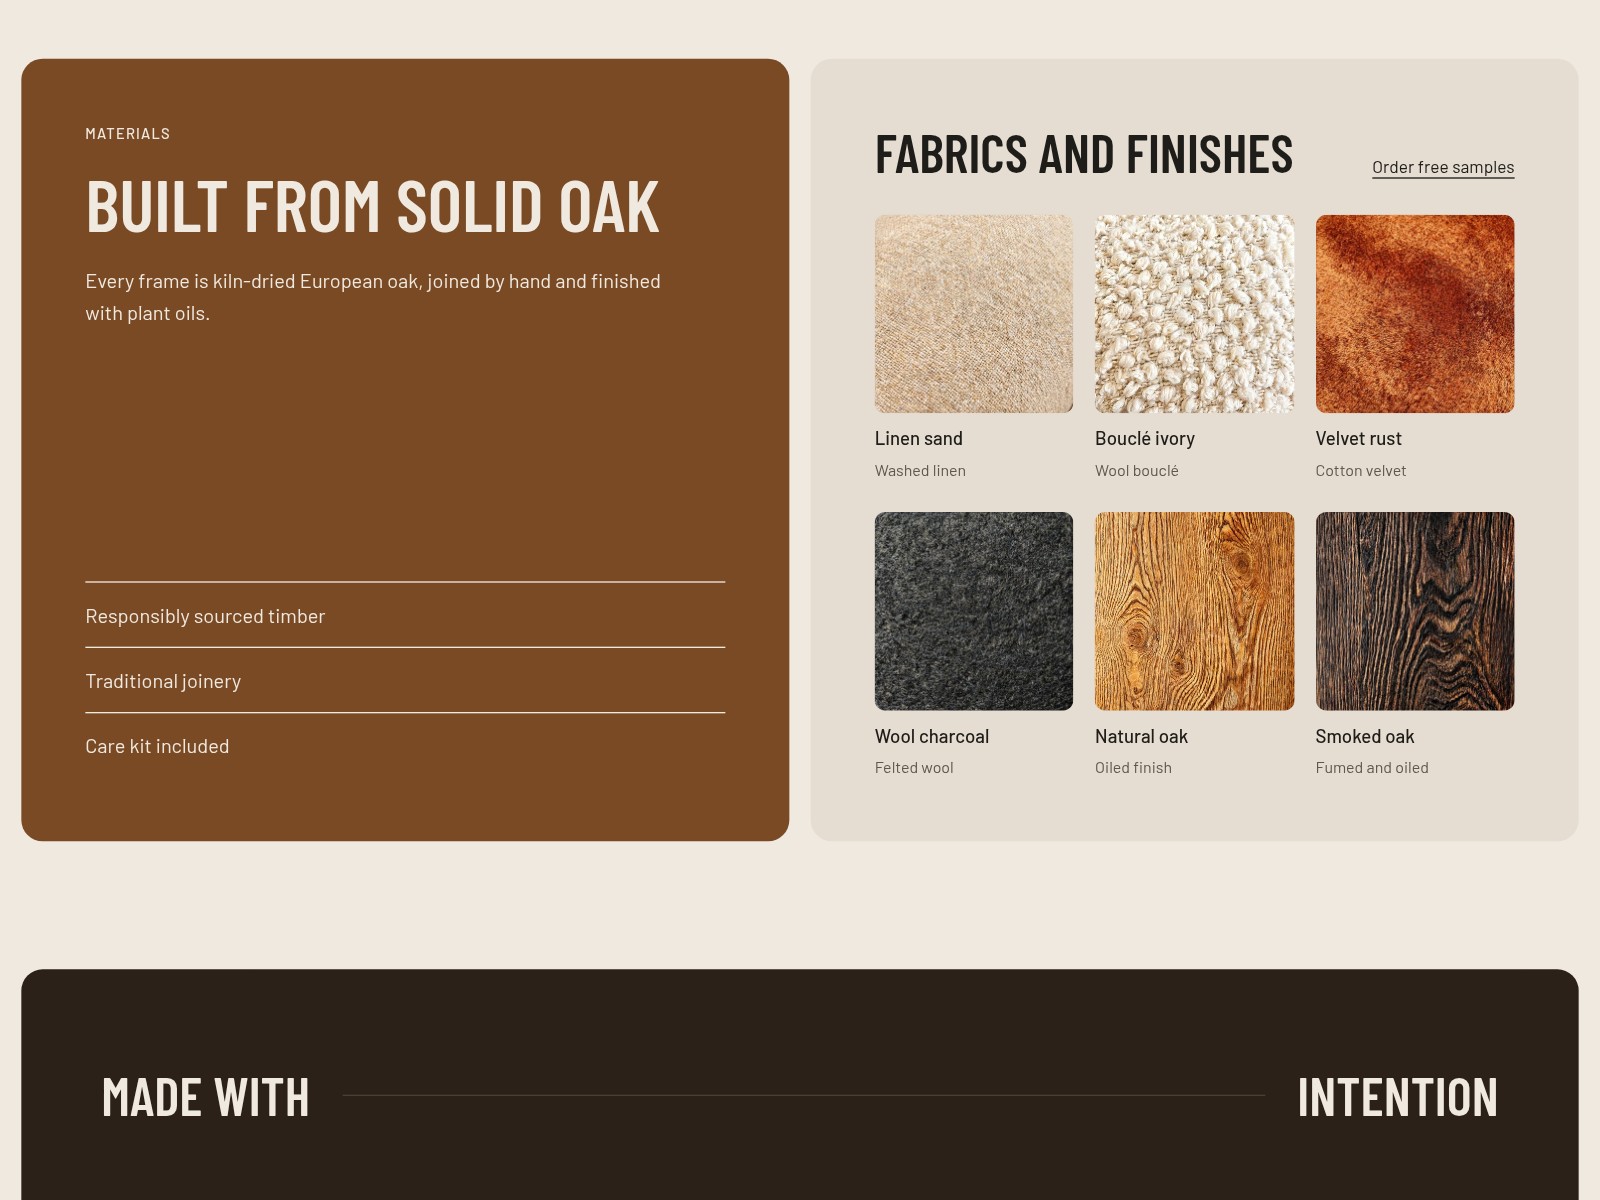 MATERIALS
BUILT FROM SOLID OAK
Every frame is kiln-dried European oak, joined by hand and finished
with plant oils.
Responsibly sourced timber
Traditional joinery
Care kit included
FABRICS AND FINISHES
Order free samples
Linen sand
Washed linen
Bouclé ivory
Wool bouclé
Velvet rust
Cotton velvet
Wool charcoal
Felted wool
Natural oak
Oiled finish
Smoked oak
Fumed and oiled
MADE WITH
INTENTION